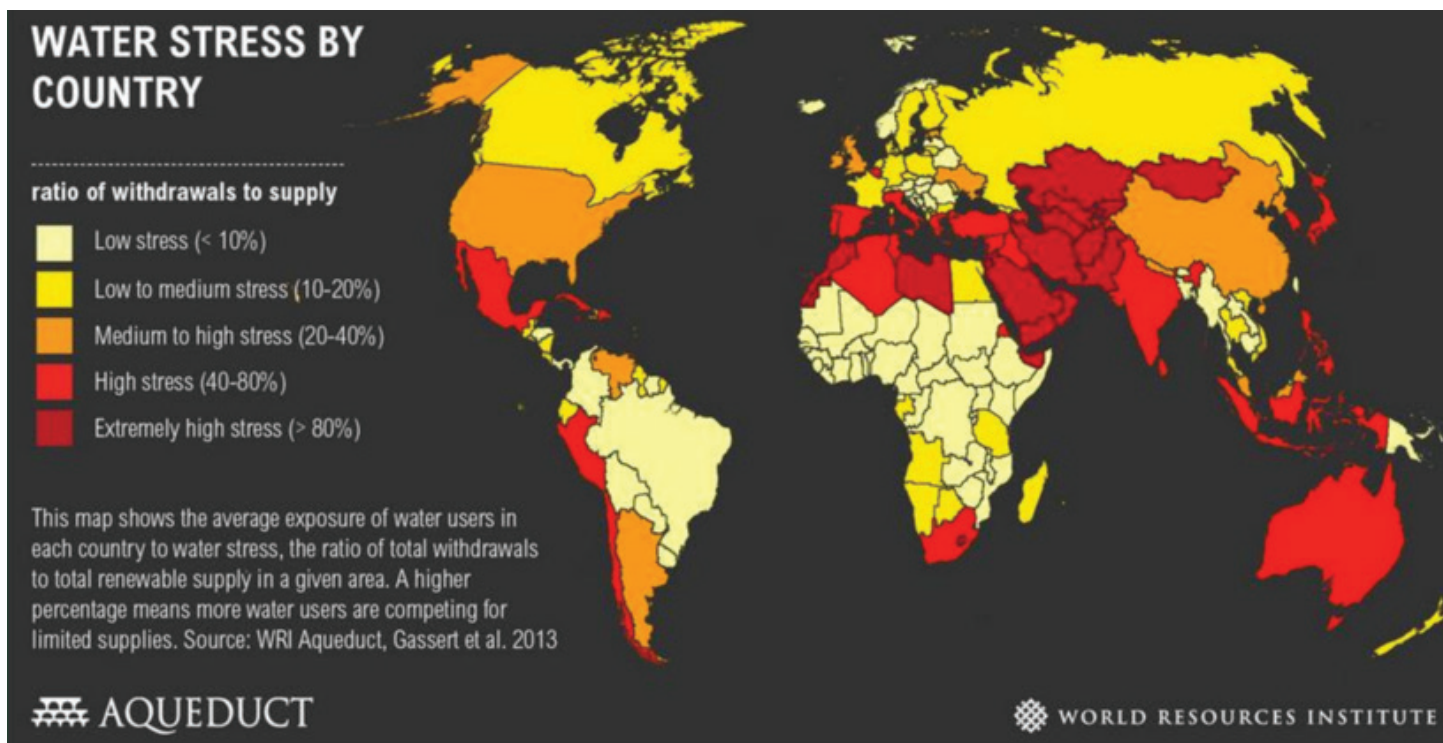 WATER STRESS BY
COUNTRY
ratio of withdrawals to supply
Low stress (< 10%)
Low to medium stress (10-20%)
Medium to high stress (20-40%)
High stress (40-80%)
Extremely high stress (> 80%)
This map shows the average exposure of water users in
each country to water stress, the ratio of total withdrawals
to total renewable supply in a given area. A higher
percentage means more water users are competing for
limited supplies. Source: WRI Aqueduct, Gassert et al. 2013
AQUEDUCT
WORLD RESOURCES INSTITUTE